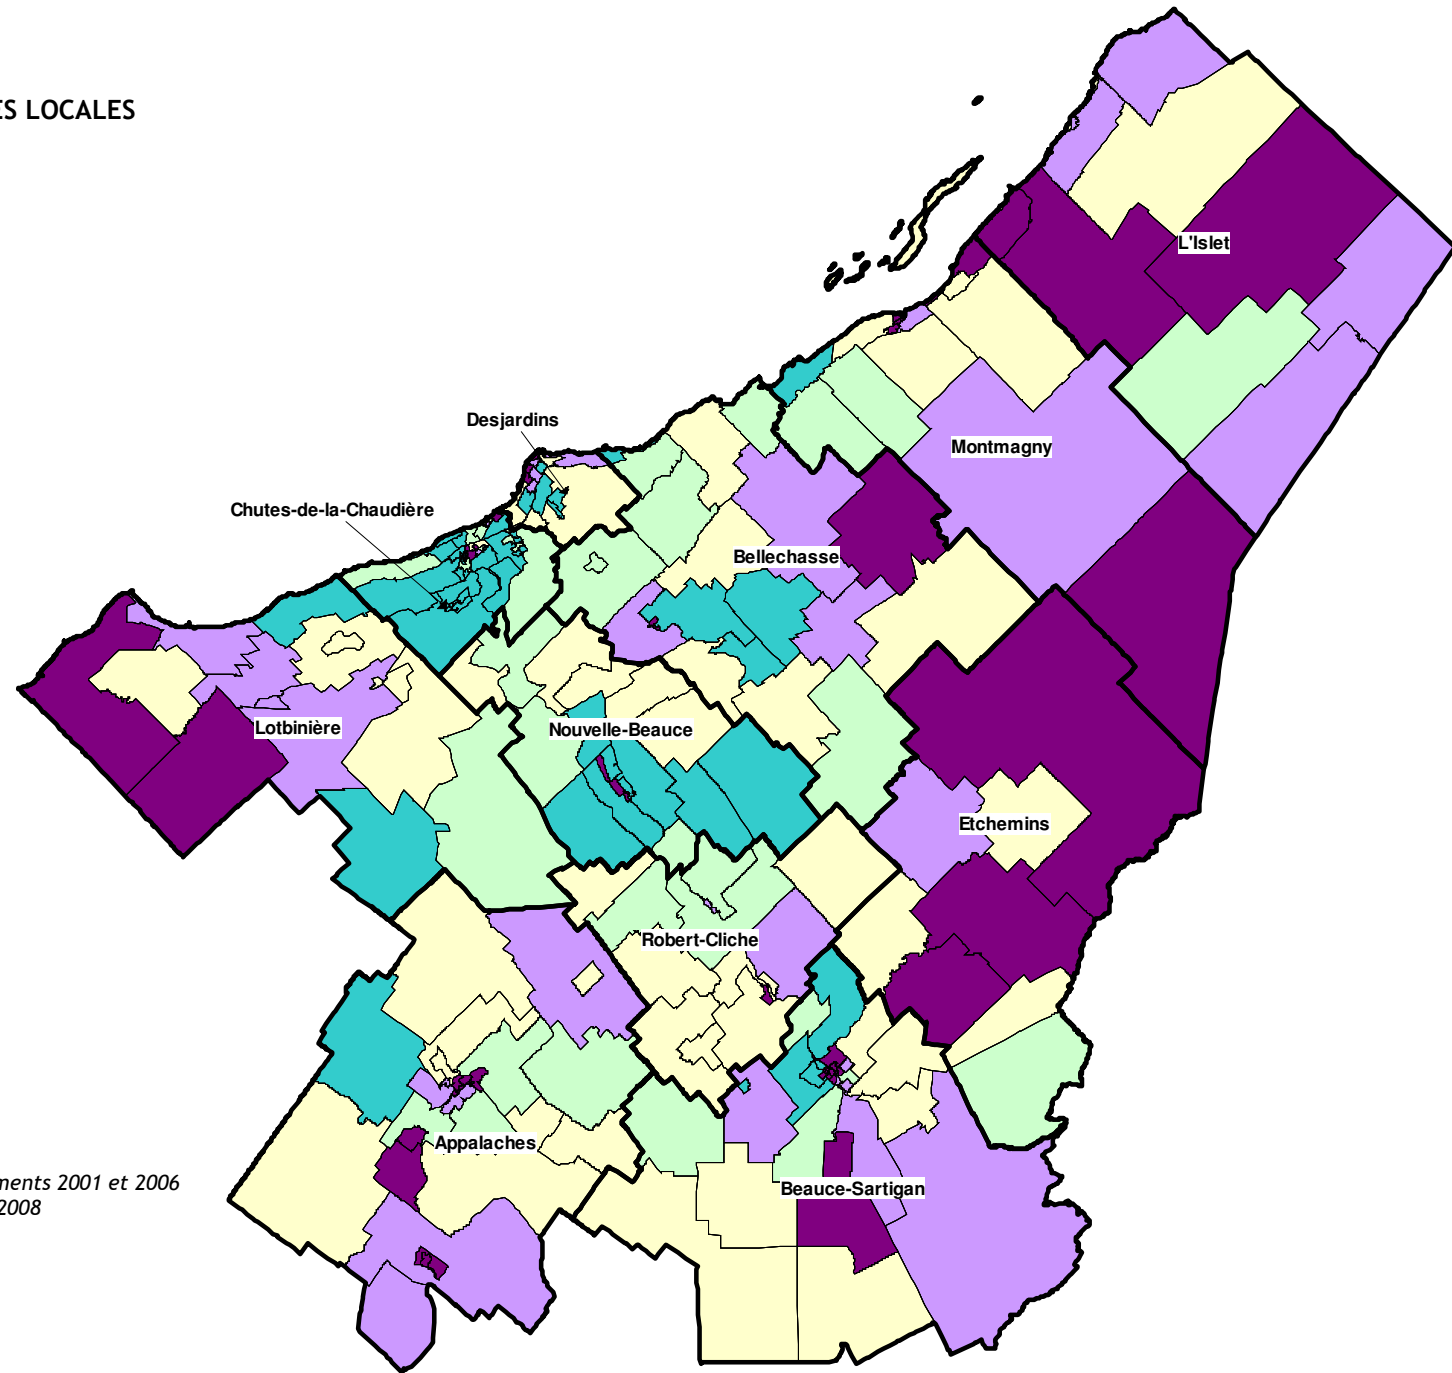 ES LOCALES
L'Islet
Desjardins
Montmagny
Chutes-de-la-Chaudière
Bellechasse
Lotbinière
Nouvelle-Beauce
Etchemins
Robert-Cliche
Appalaches
Beauce-Sartigan
ments 2001 et 2006
2008